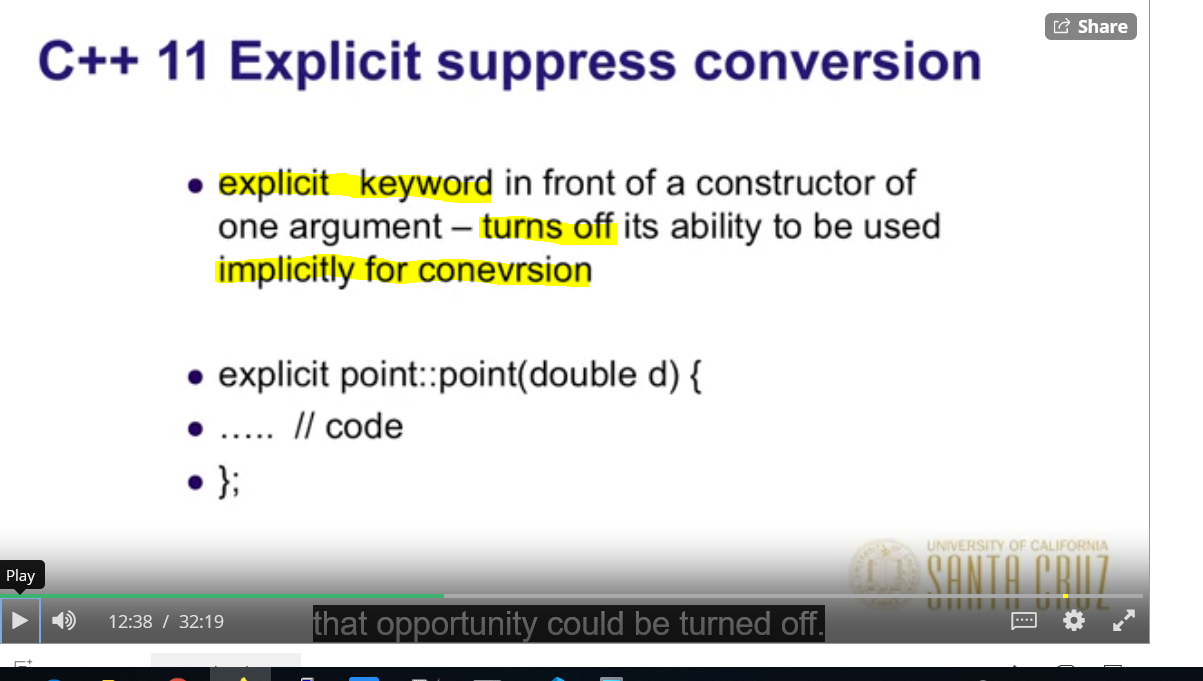 Share
C++ 11 Explicit suppress conversion
• explicit keyword in front of a constructor of
one argument – turns off its ability to be used
implicitly for conevrsion
• explicit point::point(double d) {
• ..... // code
• };
UNIVERSITY OF CALIFORNIA
SANTA CRUZ
Play
12:38 / 32:19
that opportunity could be turned off.